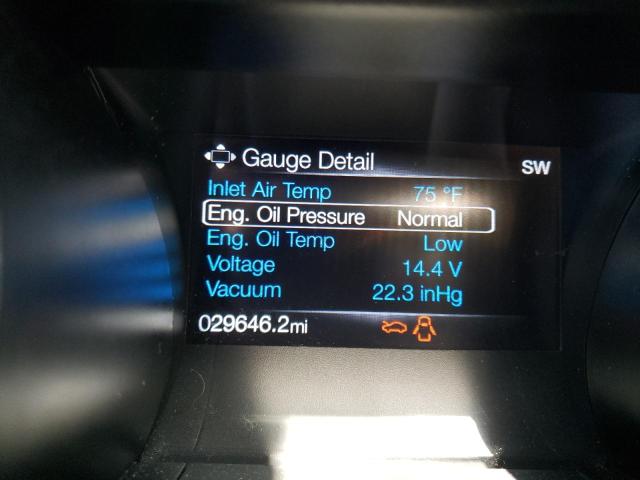 Gauge Detail SW
Inlet Air Temp 75 °F
Eng. Oil Pressure Normal
Eng. Oil Temp Low
Voltage 14.4 V
Vacuum 22.3 inHg
029646.2mi